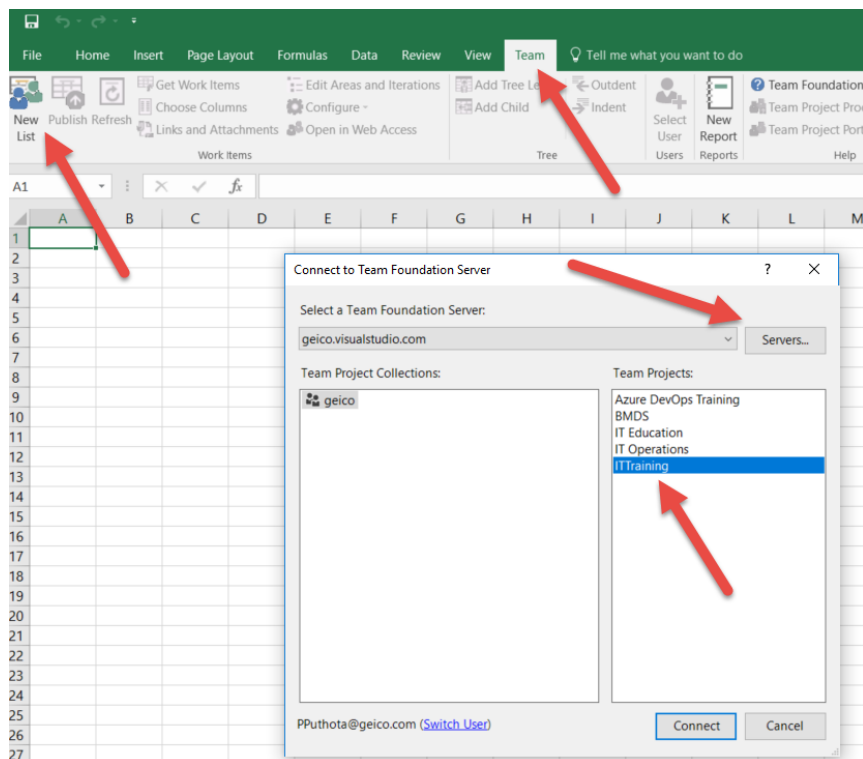 File Home Insert Page Layout Formulas Data Review View Team Tell me what you want to do
New List
Publish
Refresh
Get Work Items
Choose Columns
Links and Attachments
Edit Areas and Iterations
Configure
Open in Web Access
Work Items
Add Tree
Add Child
Outdent
Indent
Tree
Select User
Users
New Report
Reports
Team Foundation
Team Project
Team Project
Help
A1
fx
A B C D E F G H I J K L M
1
2
3
4
5
6
7
8
9
10
11
12
13
14
15
16
17
18
19
20
21
22
23
24
25
26
27
Connect to Team Foundation Server ? X
Select a Team Foundation Server:
geico.visualstudio.com
Servers...
Team Project Collections:
geico
Team Projects:
Azure DevOps Training
BMDS
IT Education
IT Operations
ITTraining
PPuthota@geico.com (Switch User)
Connect
Cancel